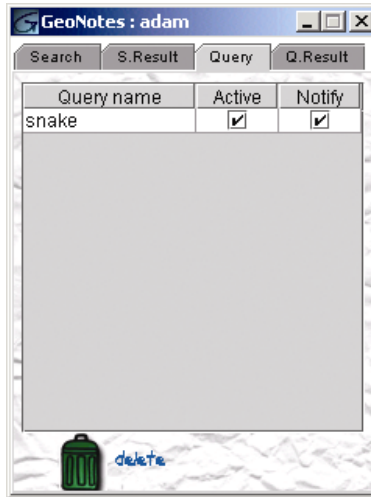 GeoNotes : adam
Search S.Result Query Q.Result
Query name Active Notify
snake
delete